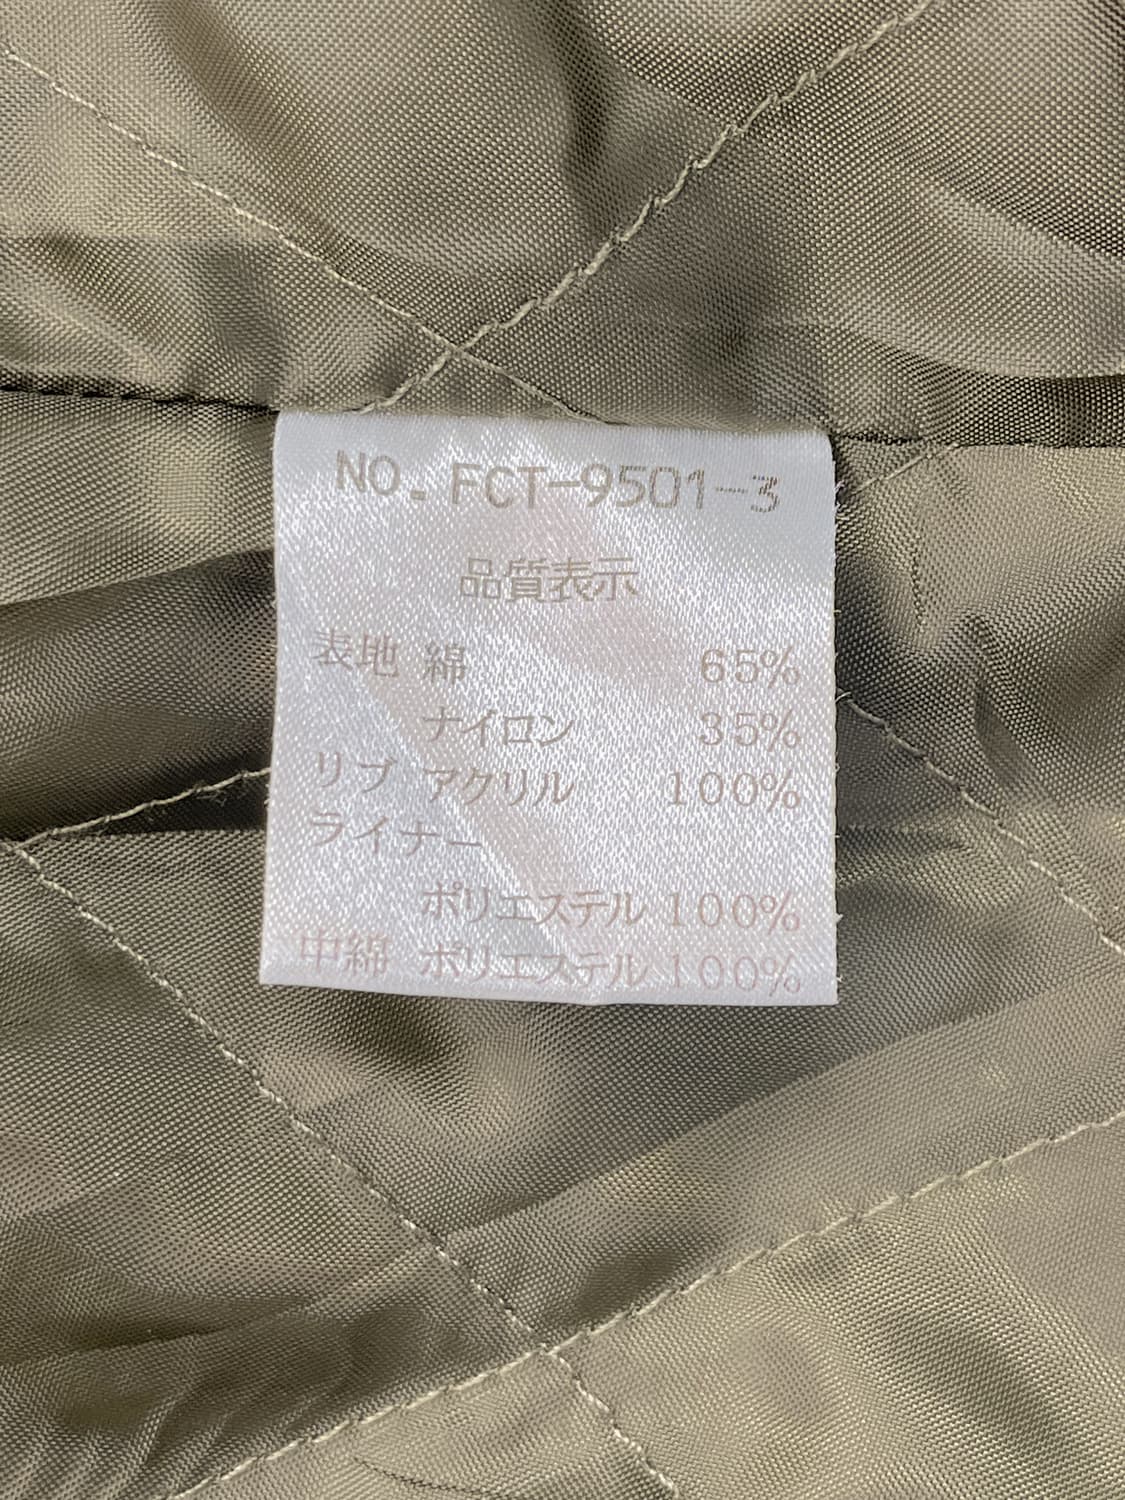 NO. FCT-9501-3
品質表示
表地 綿 65%
ナイロン 35%
リブ アクリル 100%
ライナー
ポリエステル 100%
中綿 ポリエステル 100%